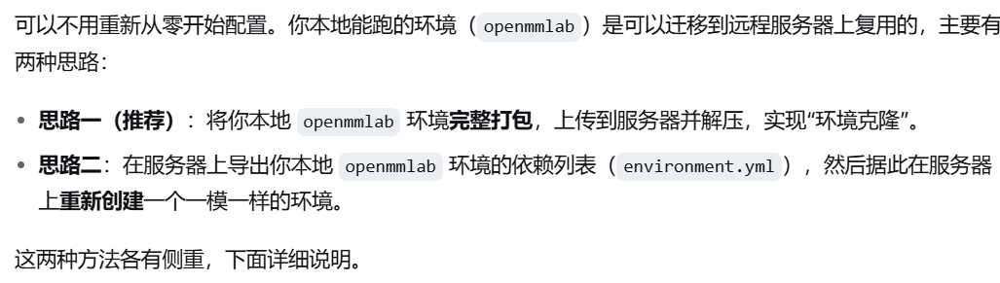 可以不用重新从零开始配置。你本地能跑的环境（openmmlab）是可以迁移到远程服务器上复用的，主要有
两种思路：
• 思路一（推荐）：将你本地 openmmlab 环境完整打包，上传到服务器并解压，实现“环境克隆”。
• 思路二：在服务器上导出你本地 openmmlab 环境的依赖列表（environment.yml），然后据此在服务器
上重新创建一个一模一样的环境。
这两种方法各有侧重，下面详细说明。